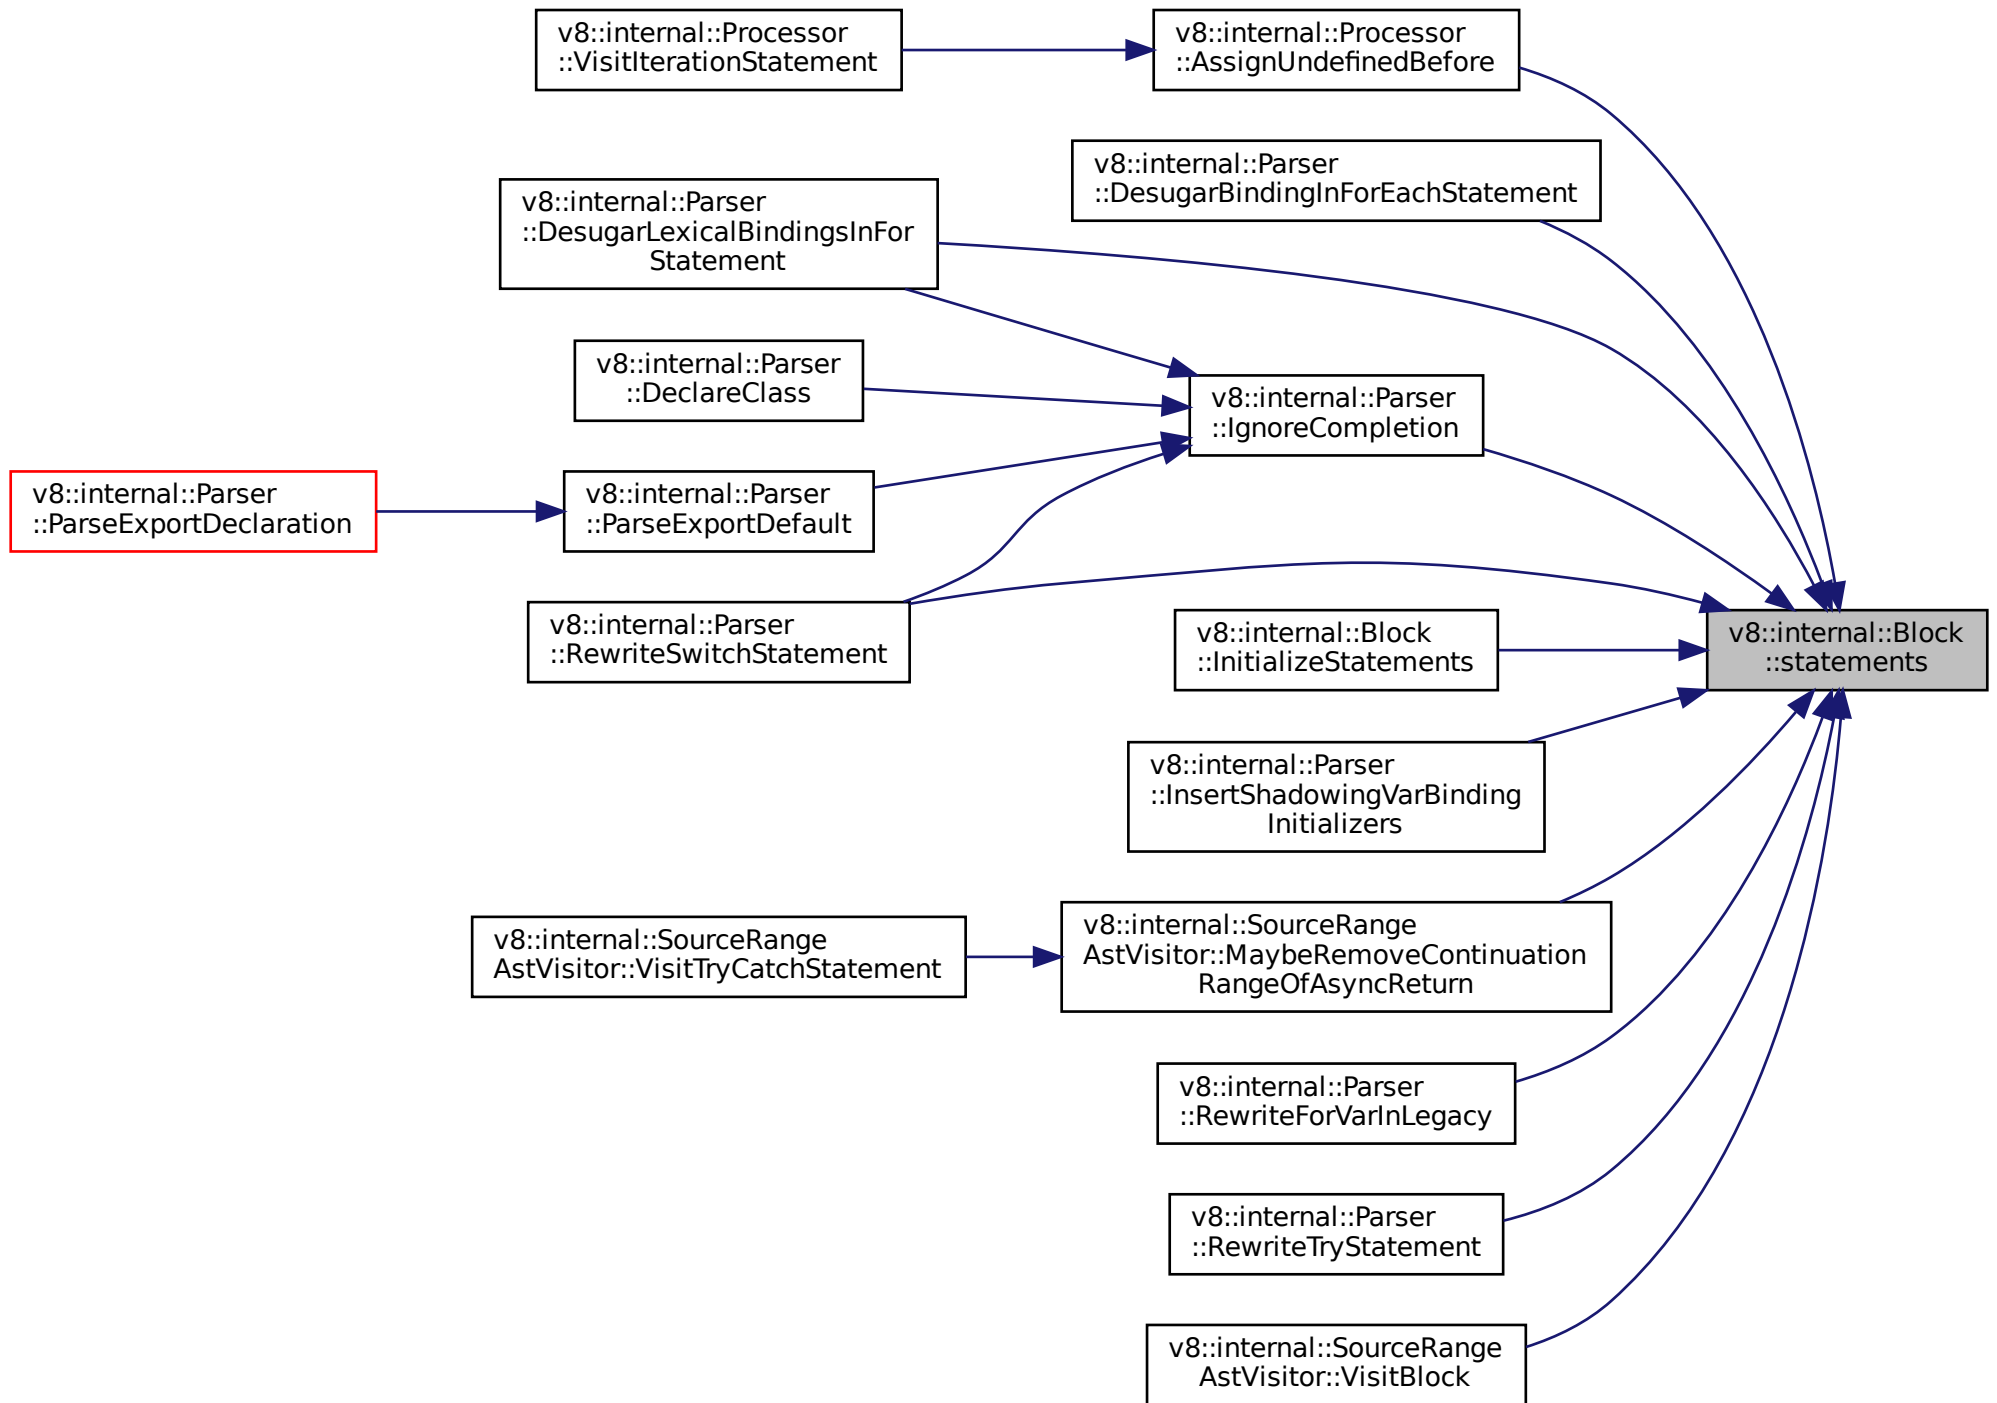 v8::internal::Processor
::VisitIterationStatement
v8::internal::Processor
::AssignUndefinedBefore
v8::internal::Parser
::DesugarBindingInForEachStatement
v8::internal::Parser
::DesugarLexicalBindingsInFor
Statement
v8::internal::Parser
::DeclareClass
v8::internal::Parser
::IgnoreCompletion
v8::internal::Parser
::ParseExportDeclaration
v8::internal::Parser
::ParseExportDefault
v8::internal::Parser
::RewriteSwitchStatement
v8::internal::Block
::InitializeStatements
v8::internal::Block
::statements
v8::internal::Parser
::InsertShadowingVarBinding
Initializers
v8::internal::SourceRange
AstVisitor::VisitTryCatchStatement
v8::internal::SourceRange
AstVisitor::MaybeRemoveContinuation
RangeOfAsyncReturn
v8::internal::Parser
::RewriteForVarInLegacy
v8::internal::Parser
::RewriteTryStatement
v8::internal::SourceRange
AstVisitor::VisitBlock